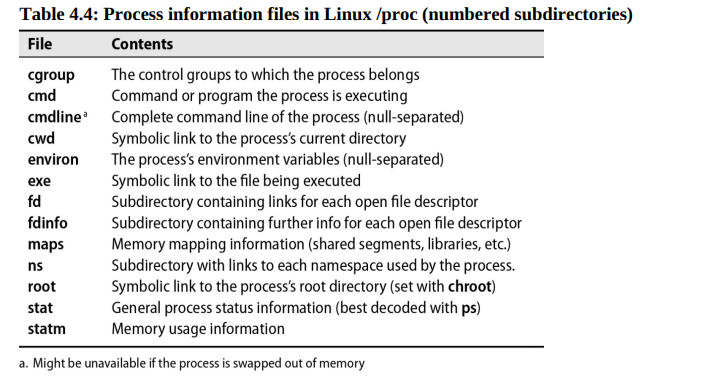 Table 4.4: Process information files in Linux /proc (numbered subdirectories)
File Contents
cgroup The control groups to which the process belongs
cmd Command or program the process is executing
cmdline a Complete command line of the process (null-separated)
cwd Symbolic link to the process’s current directory
environ The process’s environment variables (null-separated)
exe Symbolic link to the file being executed
fd Subdirectory containing links for each open file descriptor
fdinfo Subdirectory containing further info for each open file descriptor
maps Memory mapping information (shared segments, libraries, etc.)
ns Subdirectory with links to each namespace used by the process.
root Symbolic link to the process’s root directory (set with chroot)
stat General process status information (best decoded with ps)
statm Memory usage information
a. Might be unavailable if the process is swapped out of memory